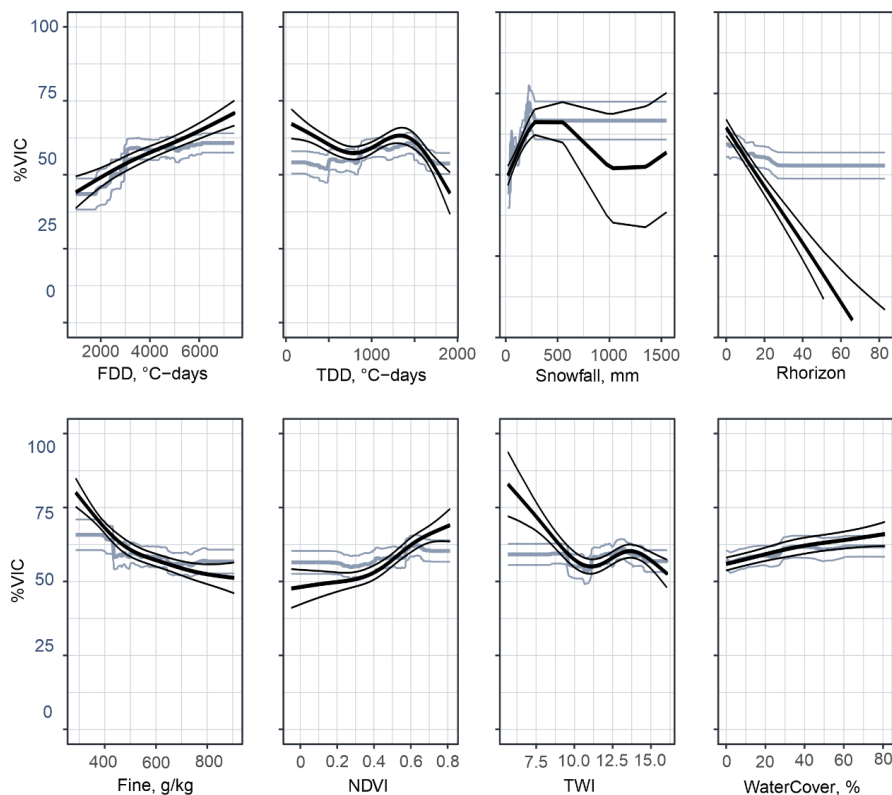 100
75
50
25
0
%VIC
2000 4000 6000
FDD, °C−days
0 1000 2000
TDD, °C−days
0 500 1000 1500
Snowfall, mm
0 20 40 60 80
Rhorizon
100
75
50
25
0
%VIC
400 600 800
Fine, g/kg
0 0.2 0.4 0.6 0.8
NDVI
7.5 10.0 12.5 15.0
TWI
0 20 40 60 80
WaterCover, %